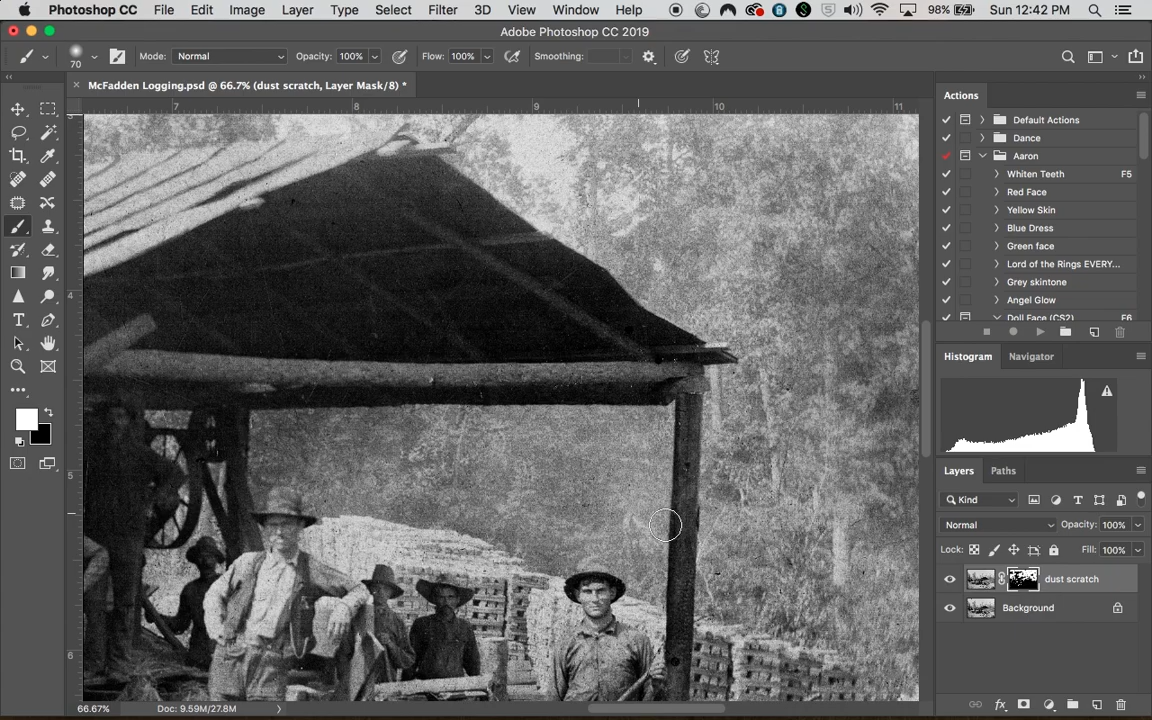 Photoshop CC File Edit Image Layer Type Select Filter 3D View Window Help 98% Sun 12:42 PM
Adobe Photoshop CC 2019
70 Mode: Normal Opacity: 100% Flow: 100% Smoothing:
McFadden Logging.psd @ 66.7% (dust scratch, Layer Mask/8) *
7 8 9 10 11
4
5
6
Actions
Default Actions
Dance
Aaron
Whiten Teeth F5
Red Face
Yellow Skin
Blue Dress
Green face
Lord of the Rings EVERY...
Grey skintone
Angel Glow
Doll Face (CS2) F6
Histogram Navigator
Layers Paths
Kind
Normal Opacity: 100%
Lock: Fill: 100%
dust scratch
Background
66.67% Doc: 9.59M/27.8M